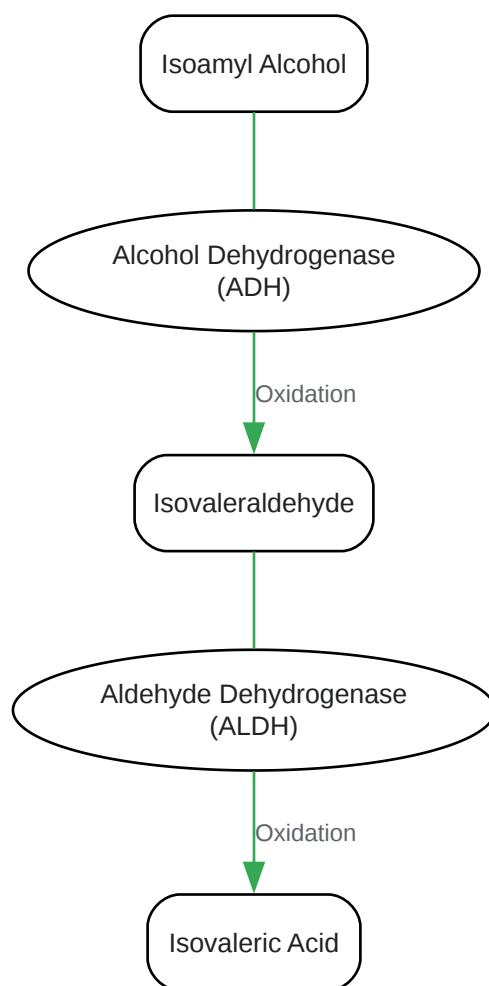 Isoamyl Alcohol
Alcohol Dehydrogenase
(ADH)
Oxidation
Isovaleraldehyde
Aldehyde Dehydrogenase
(ALDH)
Oxidation
Isovaleric Acid